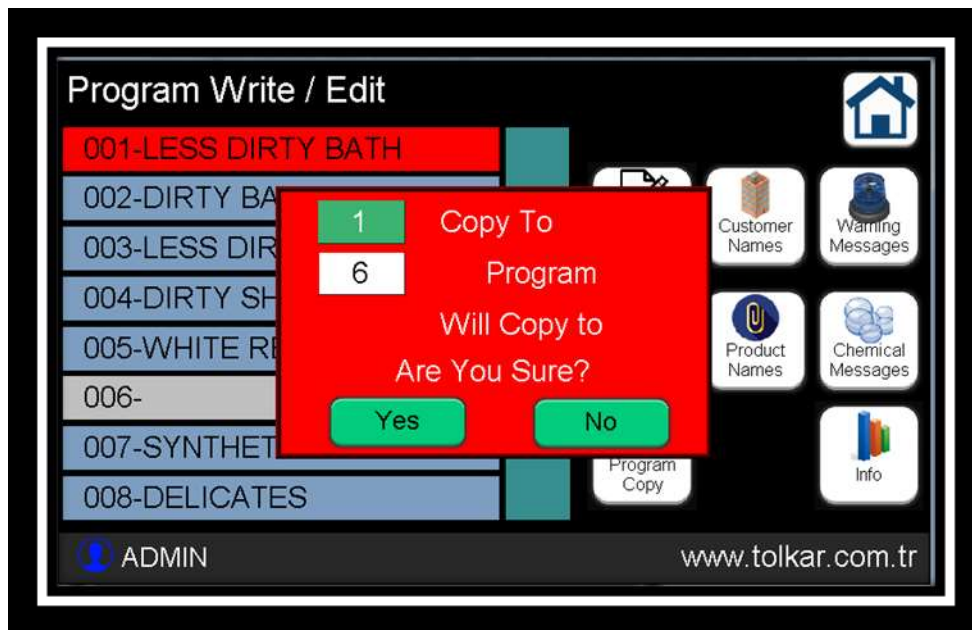 Program Write / Edit
001-LESS DIRTY BATH
002-DIRTY BA
003-LESS DIR
004-DIRTY SH
005-WHITE RE
006-
007-SYNTHET
008-DELICATES
1 Copy To
6 Program
Will Copy to
Are You Sure?
Yes No
Customer
Names
Warning
Messages
Product
Names
Chemical
Messages
Program
Copy
Info
ADMIN
www.tolkar.com.tr